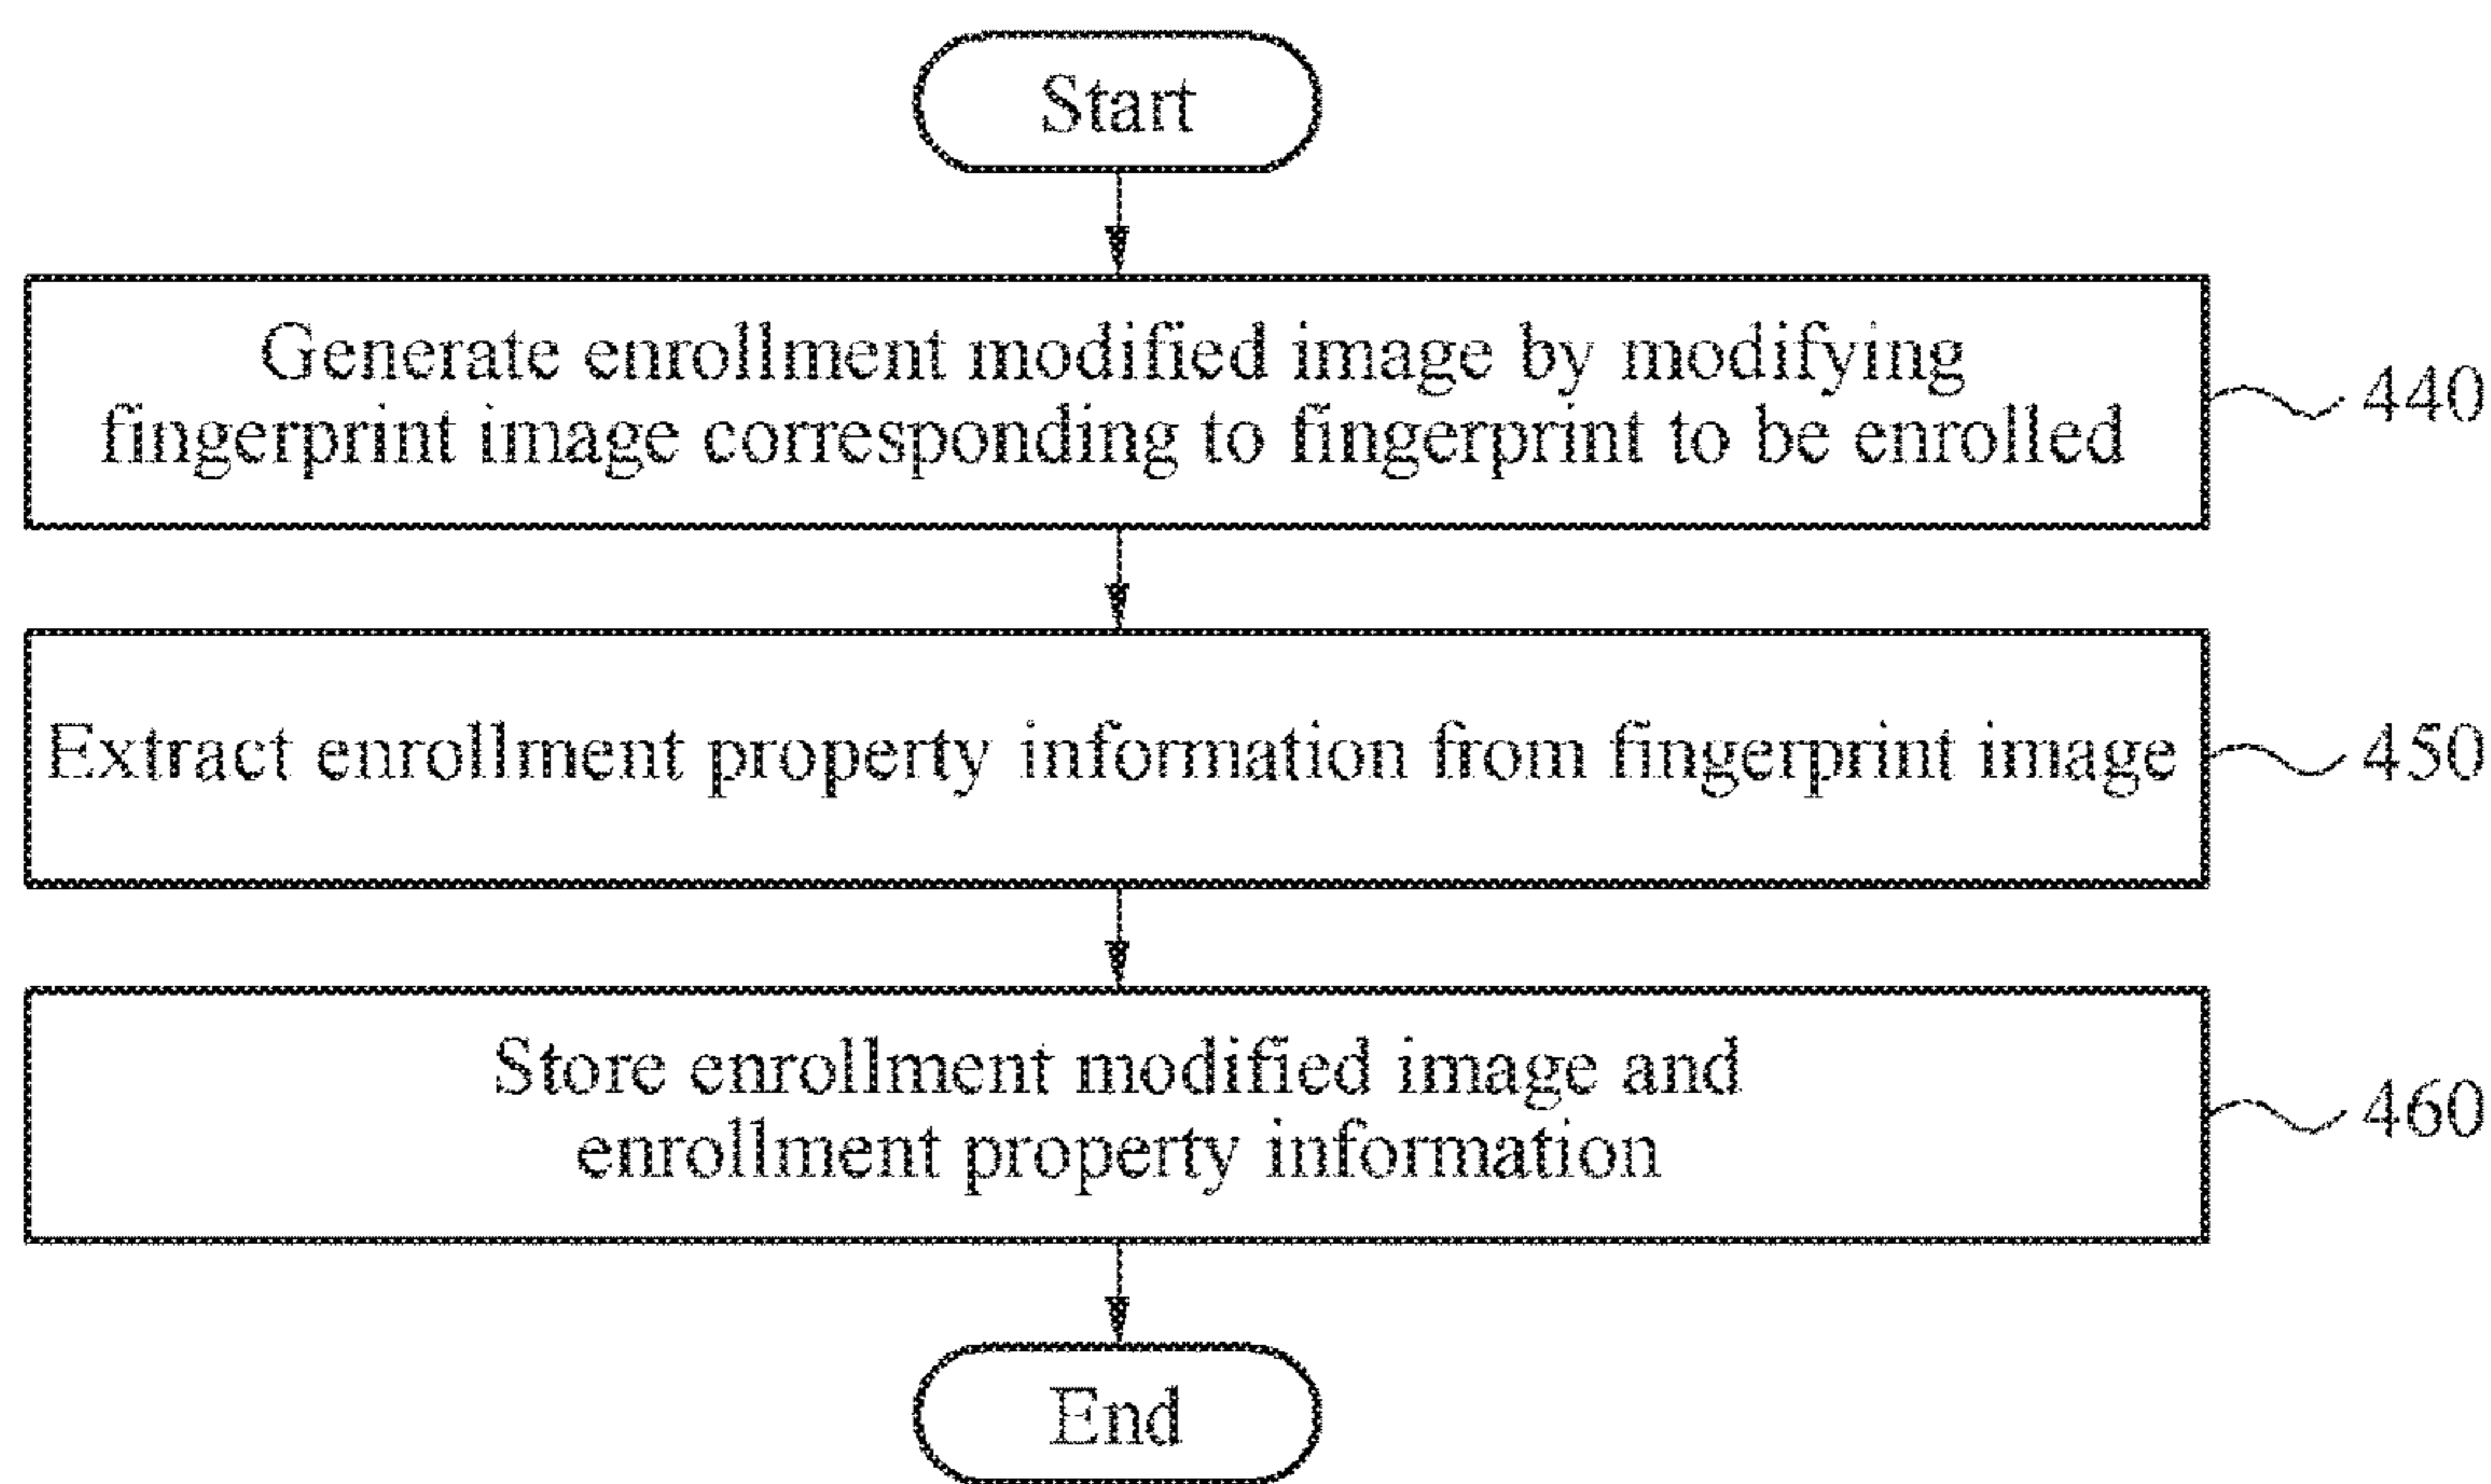 Start
Generate enrollment modified image by modifying
fingerprint image corresponding to fingerprint to be enrolled
440
Extract enrollment property information from fingerprint image
450
Store enrollment modified image and
enrollment property information
460
End